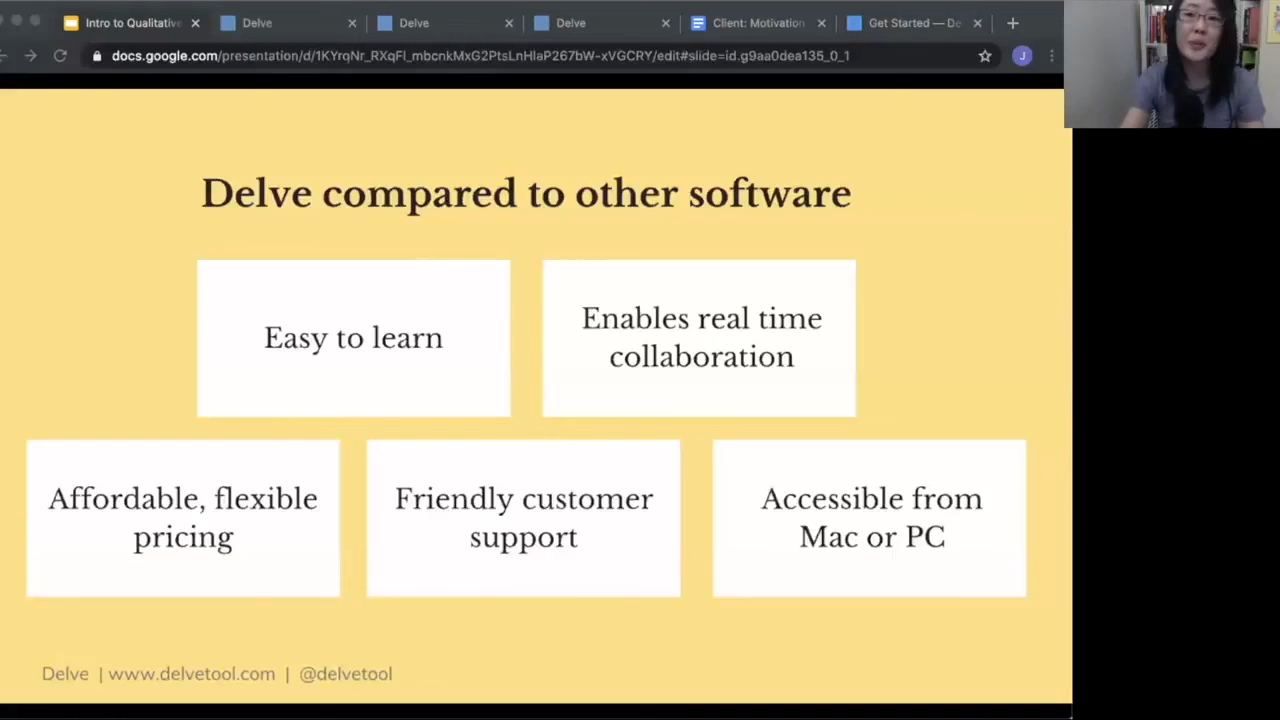 Intro to Qualitative
Delve
Delve
Delve
Client: Motivation
Get Started — De
docs.google.com/presentation/d/1KYrqNr_RXqFl_mbcnkMxG2PtsLnHlaP267bW-xVGCRY/edit#slide=id.g9aa0dea135_0_1
J
Delve compared to other software
Easy to learn
Enables real time
collaboration
Affordable, flexible
pricing
Friendly customer
support
Accessible from
Mac or PC
Delve | www.delvetool.com | @delvetool